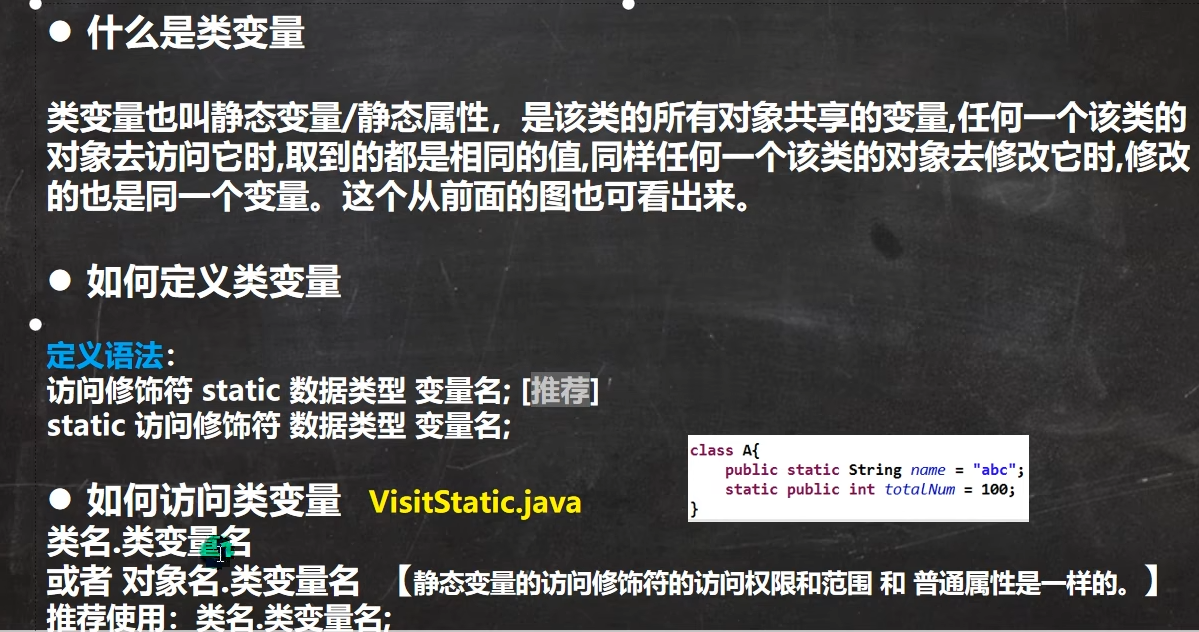 ● 什么是类变量
类变量也叫静态变量/静态属性，是该类的所有对象共享的变量,任何一个该类的
对象去访问它时,取到的都是相同的值,同样任何一个该类的对象去修改它时,修改
的也是同一个变量。这个从前面的图也可看出来。
● 如何定义类变量
定义语法：
访问修饰符 static 数据类型 变量名; [推荐]
static 访问修饰符 数据类型 变量名;
class A{
public static String name = "abc";
static public int totalNum = 100;
}
● 如何访问类变量 VisitStatic.java
类名.类变量名
或者 对象名.类变量名 【静态变量的访问修饰符的访问权限和范围 和 普通属性是一样的。】
推荐使用：类名.类变量名;